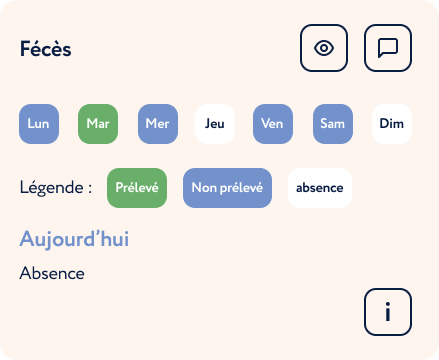 Fécès
Lun Mar Mer Jeu Ven Sam Dim
Légende : Prélevé Non prélevé absence
Aujourd'hui
Absence
i